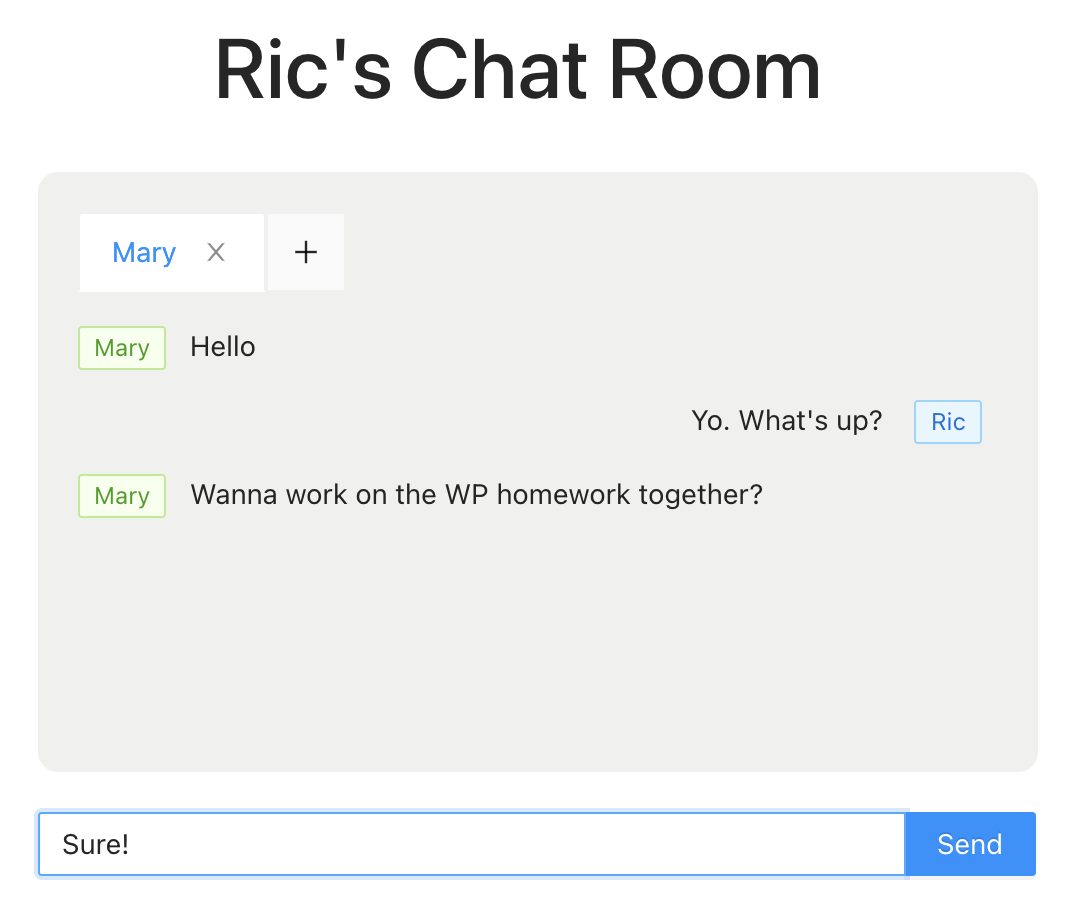 Ric's Chat Room
Mary X +
Mary Hello
Yo. What's up? Ric
Mary Wanna work on the WP homework together?
Sure! Send